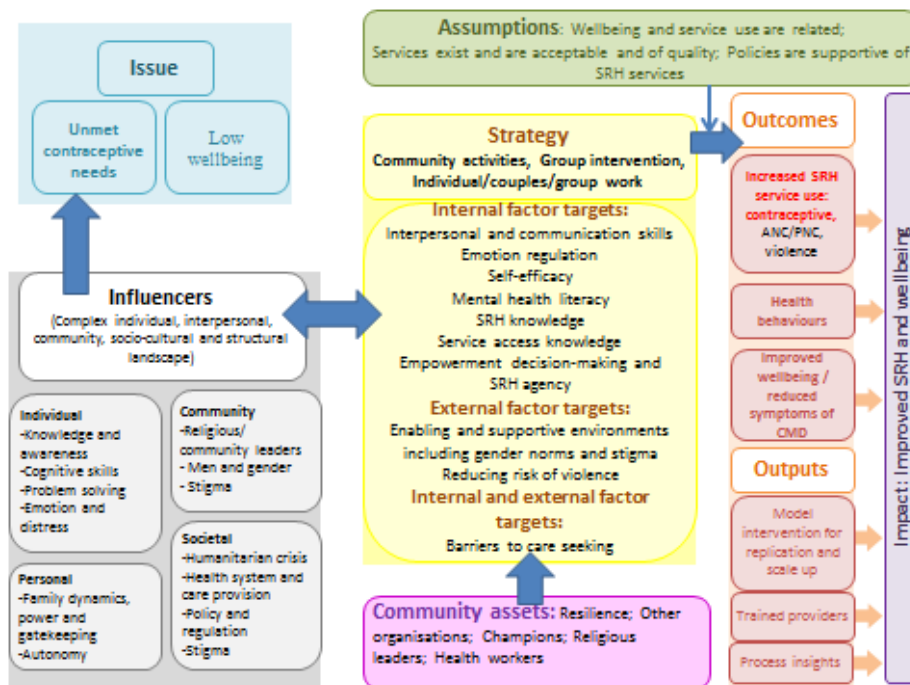 Assumptions: Wellbeing and service use are related;
Services exist and are acceptable and of quality; Policies are supportive of
SRH services
Issue
Unmet
contraceptive
needs
Low
wellbeing
Influencers
(Complex individual, interpersonal,
community, socio-cultural and structural
landscape)
Individual
-Knowledge and
awareness
-Cognitive skills
-Problem solving
-Emotion and
distress
Community
-Religious/
community leaders
- Men and gender
- Stigma
Personal
-Family dynamics,
power and
gatekeeping
-Autonomy
Societal
-Humanitarian crisis
-Health system and
care provision
-Policy and
regulation
-Stigma
Strategy
Community activities, Group intervention,
Individual/couples/group work
Internal factor targets:
Interpersonal and communication skills
Emotion regulation
Self-efficacy
Mental health literacy
SRH knowledge
Service access knowledge
Empowerment decision-making and
SRH agency
External factor targets:
Enabling and supportive environments
including gender norms and stigma
Reducing risk of violence
Internal and external factor
targets:
Barriers to care seeking
Community assets: Resilience; Other
organisations; Champions; Religious
leaders; Health workers
Outcomes
Increased SRH
service use:
contraceptive,
ANC/PNC,
violence
Health
behaviours
Improved
wellbeing /
reduced
symptoms of
CMD
Outputs
Model
intervention for
replication and
scale up
Trained providers
Process insights
Impact: Improved SRH and wellbeing